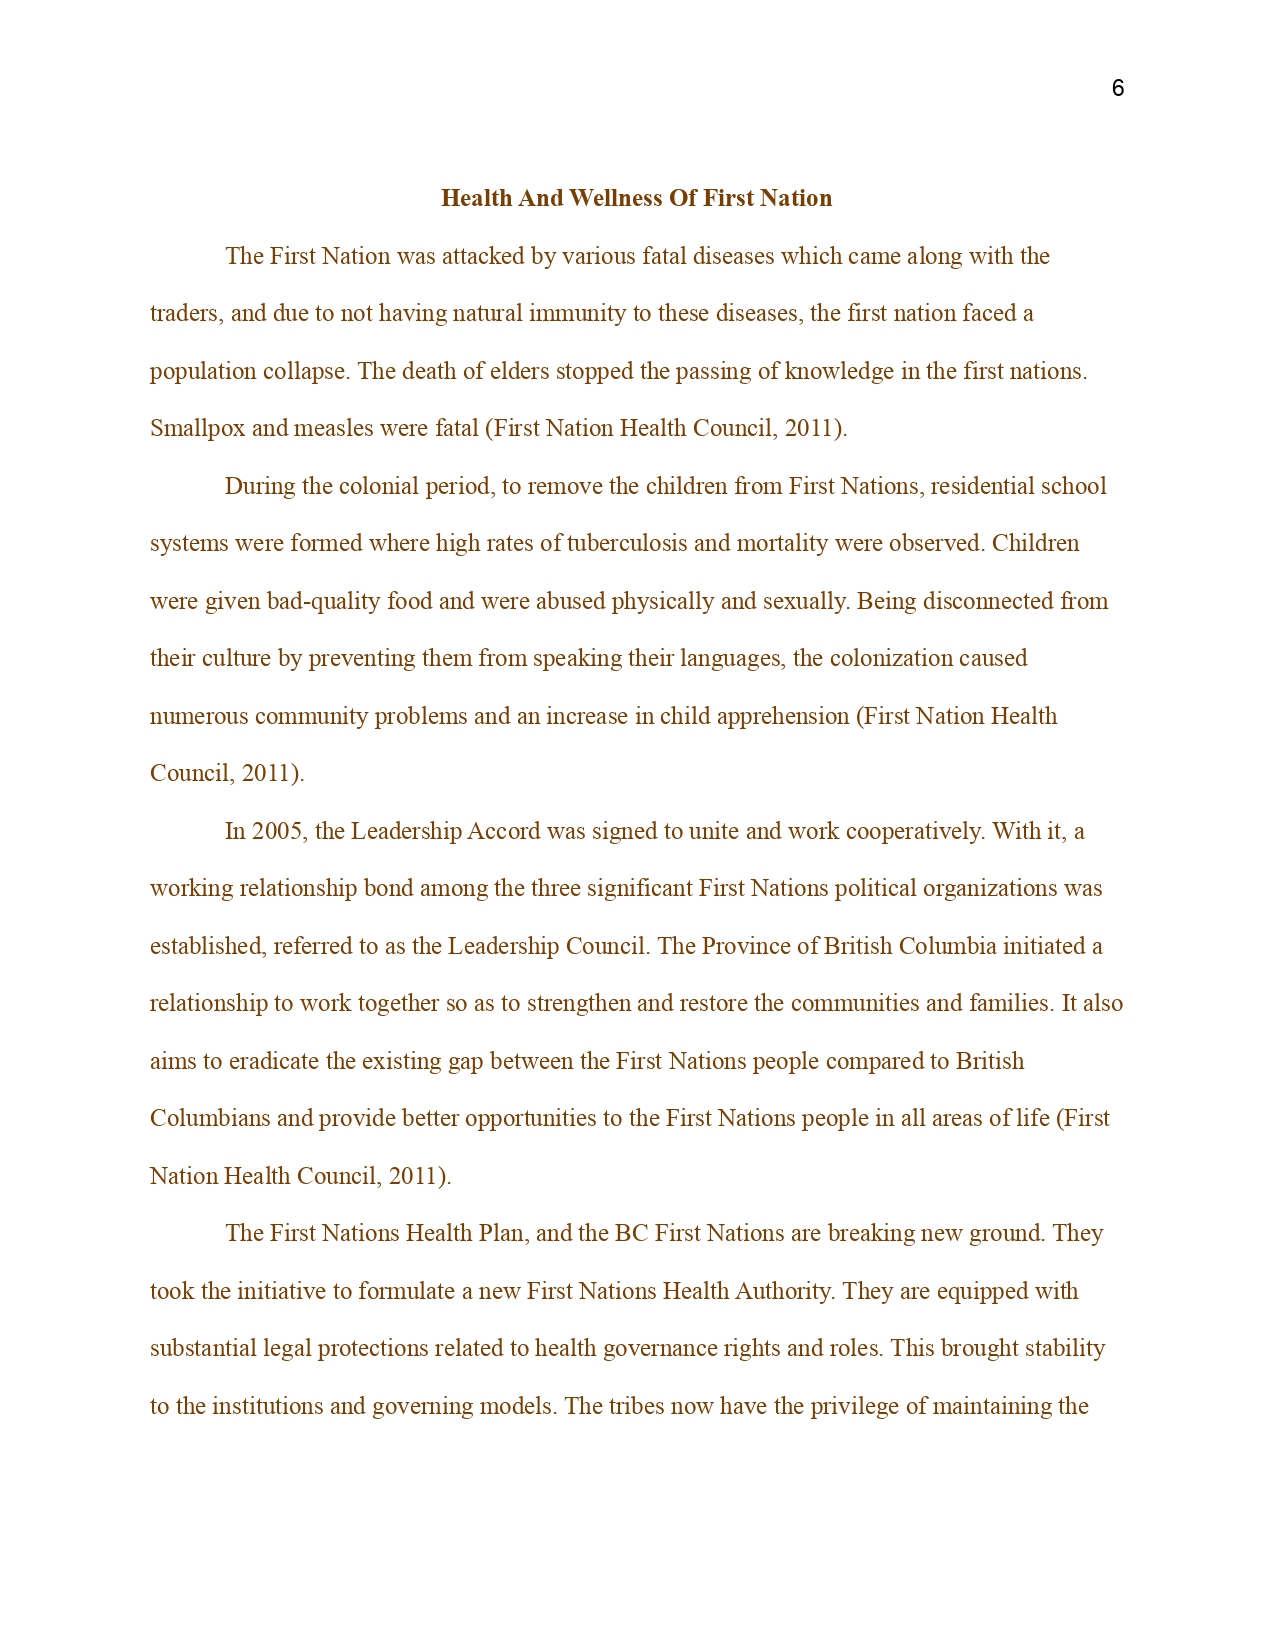 6
Health And Wellness Of First Nation
The First Nation was attacked by various fatal diseases which came along with the
traders, and due to not having natural immunity to these diseases, the first nation faced a
population collapse. The death of elders stopped the passing of knowledge in the first nations.
Smallpox and measles were fatal (First Nation Health Council, 2011).
During the colonial period, to remove the children from First Nations, residential school
systems were formed where high rates of tuberculosis and mortality were observed. Children
were given bad-quality food and were abused physically and sexually. Being disconnected from
their culture by preventing them from speaking their languages, the colonization caused
numerous community problems and an increase in child apprehension (First Nation Health
Council, 2011).
In 2005, the Leadership Accord was signed to unite and work cooperatively. With it, a
working relationship bond among the three significant First Nations political organizations was
established, referred to as the Leadership Council. The Province of British Columbia initiated a
relationship to work together so as to strengthen and restore the communities and families. It also
aims to eradicate the existing gap between the First Nations people compared to British
Columbians and provide better opportunities to the First Nations people in all areas of life (First
Nation Health Council, 2011).
The First Nations Health Plan, and the BC First Nations are breaking new ground. They
took the initiative to formulate a new First Nations Health Authority. They are equipped with
substantial legal protections related to health governance rights and roles. This brought stability
to the institutions and governing models. The tribes now have the privilege of maintaining the